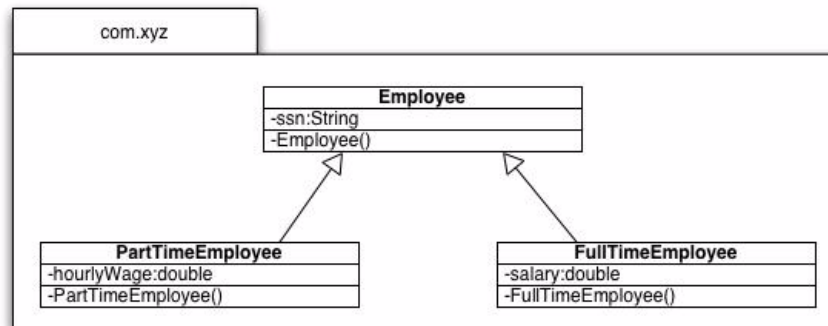 com.xyz
Employee
-ssn:String
-Employee()
PartTimeEmployee
-hourlyWage:double
-PartTimeEmployee()
FullTimeEmployee
-salary:double
-FullTimeEmployee()